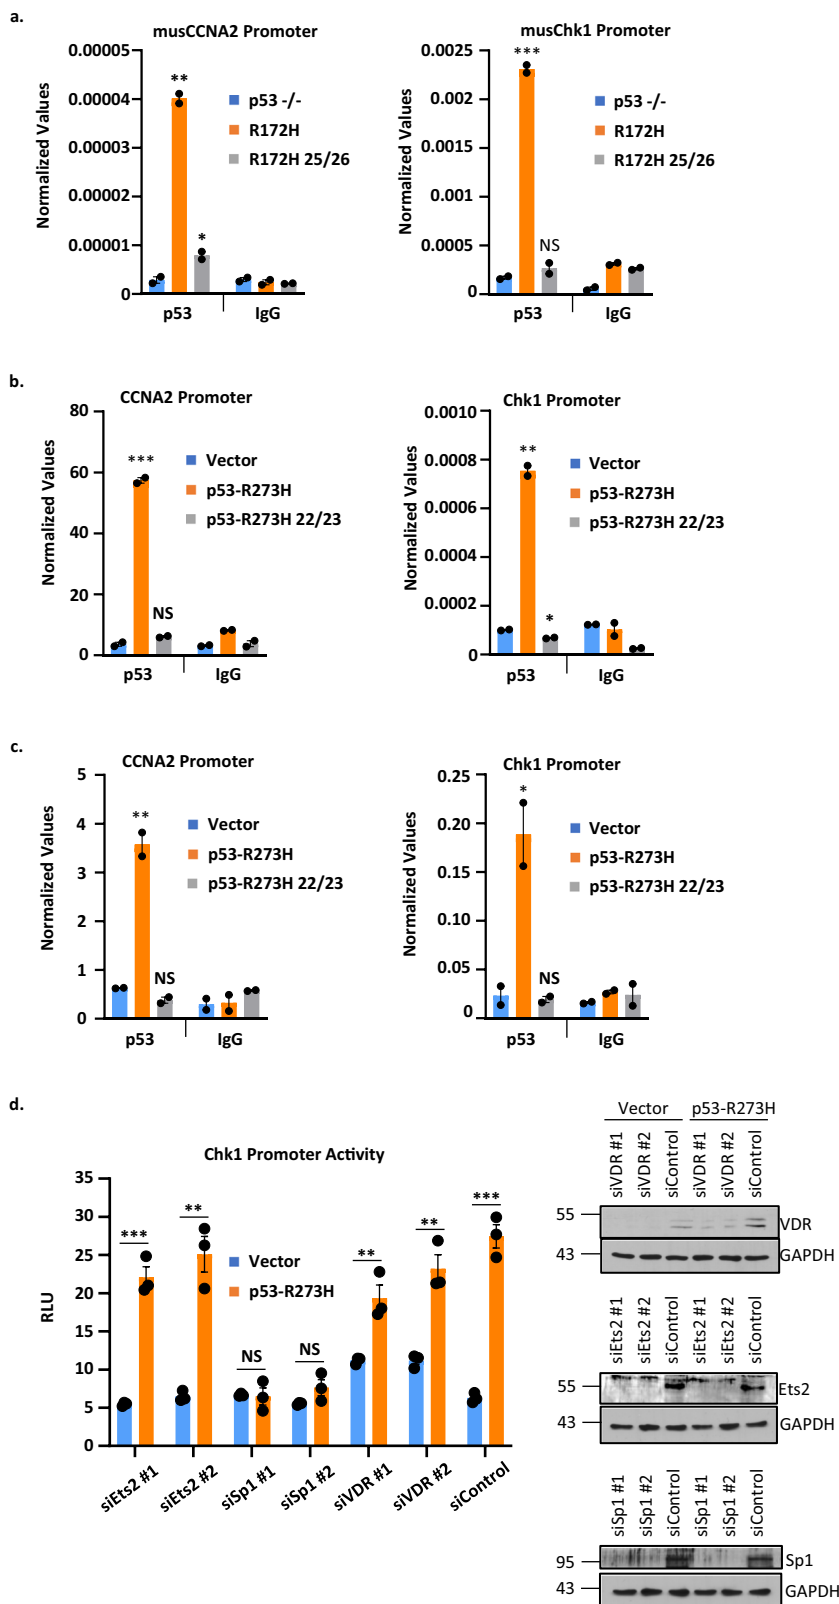 a.
musCCNA2 Promoter
Normalized Values
0.00005
0.00004
0.00003
0.00002
0.00001
0
**
*
p53 -/-
R172H
R172H 25/26
p53
IgG
musChk1 Promoter
Normalized Values
0.0025
0.002
0.0015
0.001
0.0005
0
***
NS
p53 -/-
R172H
R172H 25/26
p53
IgG
b.
CCNA2 Promoter
Normalized Values
80
60
40
20
0
***
NS
Vector
p53-R273H
p53-R273H 22/23
p53
IgG
Chk1 Promoter
Normalized Values
0.0010
0.0008
0.0006
0.0004
0.0002
0
**
*
Vector
p53-R273H
p53-R273H 22/23
p53
IgG
c.
CCNA2 Promoter
Normalized Values
5
4
3
2
1
0
**
NS
Vector
p53-R273H
p53-R273H 22/23
p53
IgG
Chk1 Promoter
Normalized Values
0.25
0.20
0.15
0.10
0.05
0
*
NS
Vector
p53-R273H
p53-R273H 22/23
p53
IgG
d.
Chk1 Promoter Activity
RLU
35
30
25
20
15
10
5
0
***
**
NS
NS
**
**
***
Vector
p53-R273H
siEts2 #1
siEts2 #2
siSp1 #1
siSp1 #2
siVDR #1
siVDR #2
siControl
Vector p53-R273H
siVDR #1
siVDR #2
siControl
siVDR #1
siVDR #2
siControl
55
VDR
43
GAPDH
siEts2 #1
siEts2 #2
siControl
siEts2 #1
siEts2 #2
siControl
55
Ets2
43
GAPDH
siSp1 #1
siSp1 #2
siControl
siSp1 #1
siSp1 #2
siControl
95
Sp1
43
GAPDH